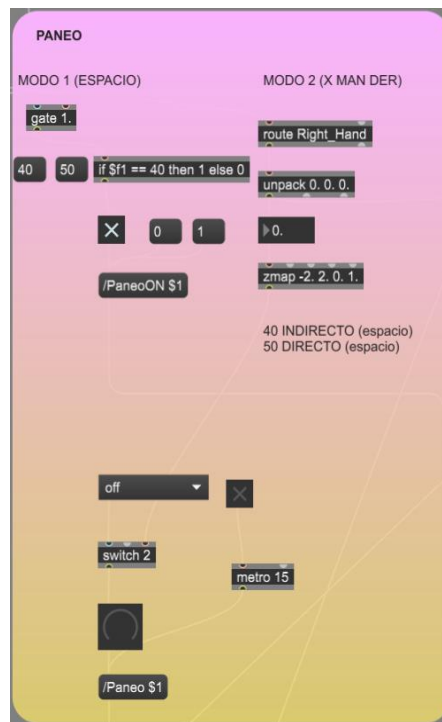 PANEO
MODO 1 (ESPACIO)
MODO 2 (X MAN DER)
gate 1.
route Right_Hand
40
50
if $f1 == 40 then 1 else 0
unpack 0. 0. 0.
0
1
0.
/PaneoON $1
zmap -2. 2. 0. 1.
40 INDIRECTO (espacio)
50 DIRECTO (espacio)
off
switch 2
metro 15
/Paneo $1